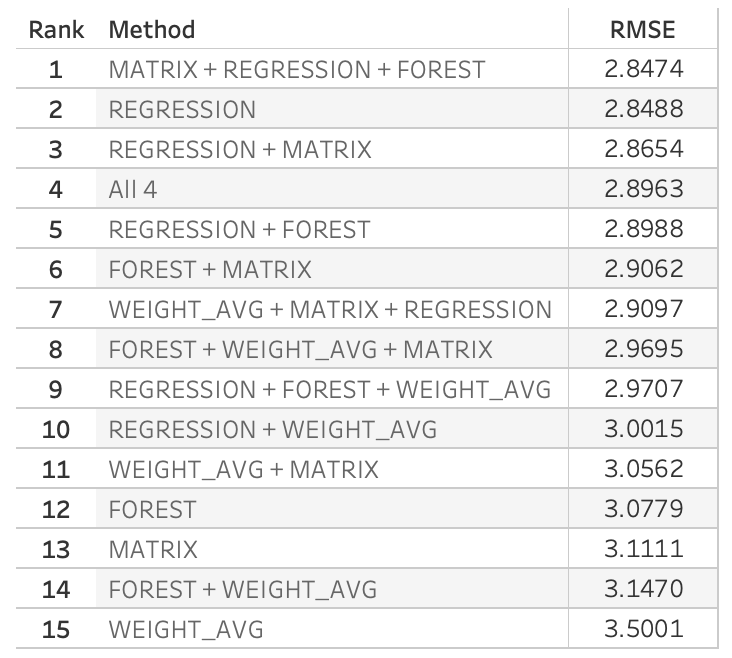 Rank Method RMSE
1 MATRIX + REGRESSION + FOREST 2.8474
2 REGRESSION 2.8488
3 REGRESSION + MATRIX 2.8654
4 All 4 2.8963
5 REGRESSION + FOREST 2.8988
6 FOREST + MATRIX 2.9062
7 WEIGHT_AVG + MATRIX + REGRESSION 2.9097
8 FOREST + WEIGHT_AVG + MATRIX 2.9695
9 REGRESSION + FOREST + WEIGHT_AVG 2.9707
10 REGRESSION + WEIGHT_AVG 3.0015
11 WEIGHT_AVG + MATRIX 3.0562
12 FOREST 3.0779
13 MATRIX 3.1111
14 FOREST + WEIGHT_AVG 3.1470
15 WEIGHT_AVG 3.5001